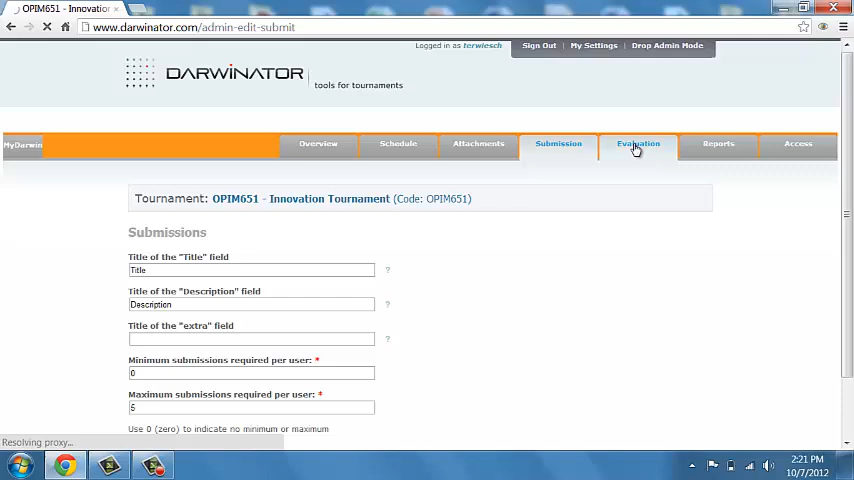 OPIM651 - Innovatio
www.darwinator.com/admin-edit-submit
Logged in as terwiesch
Sign Out | My Settings | Drop Admin Mode
DARWINATOR
tools for tournaments
MyDarwin
Overview
Schedule
Attachments
Submission
Evaluation
Reports
Access
Tournament: OPIM651 - Innovation Tournament (Code: OPIM651)
Submissions
Title of the "Title" field
Title
?
Title of the "Description" field
Description
?
Title of the "extra" field
?
Minimum submissions required per user: *
0
Maximum submissions required per user: *
5
Use 0 (zero) to indicate no minimum or maximum
Resolving proxy...
2:21 PM
10/7/2012